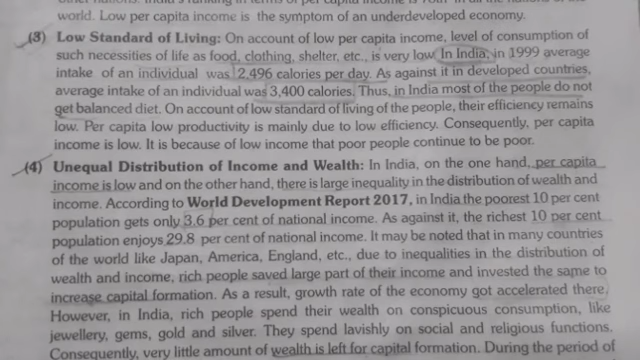 world. Low per capita income is the symptom of an underdeveloped economy.
(3) Low Standard of Living: On account of low per capita income, level of consumption of
such necessities of life as food, clothing, shelter, etc., is very low. In India, in 1999 average
intake of an individual was 2,496 calories per day. As against it in developed countries,
average intake of an individual was 3,400 calories. Thus, in India most of the people do not
get balanced diet. On account of low standard of living of the people, their efficiency remains
low. Per capita low productivity is mainly due to low efficiency. Consequently, per capita
income is low. It is because of low income that poor people continue to be poor.
(4) Unequal Distribution of Income and Wealth: In India, on the one hand, per capita
income is low and on the other hand, there is large inequality in the distribution of wealth and
income. According to World Development Report 2017, in India the poorest 10 per cent
population gets only 3.6 per cent of national income. As against it, the richest 10 per cent
population enjoys 29.8 per cent of national income. It may be noted that in many countries
of the world like Japan, America, England, etc., due to inequalities in the distribution of
wealth and income, rich people saved large part of their income and invested the same to
increase capital formation. As a result, growth rate of the economy got accelerated there.
However, in India, rich people spend their wealth on conspicuous consumption, like
jewellery, gems, gold and silver. They spend lavishly on social and religious functions.
Consequently, very little amount of wealth is left for capital formation. During the period of